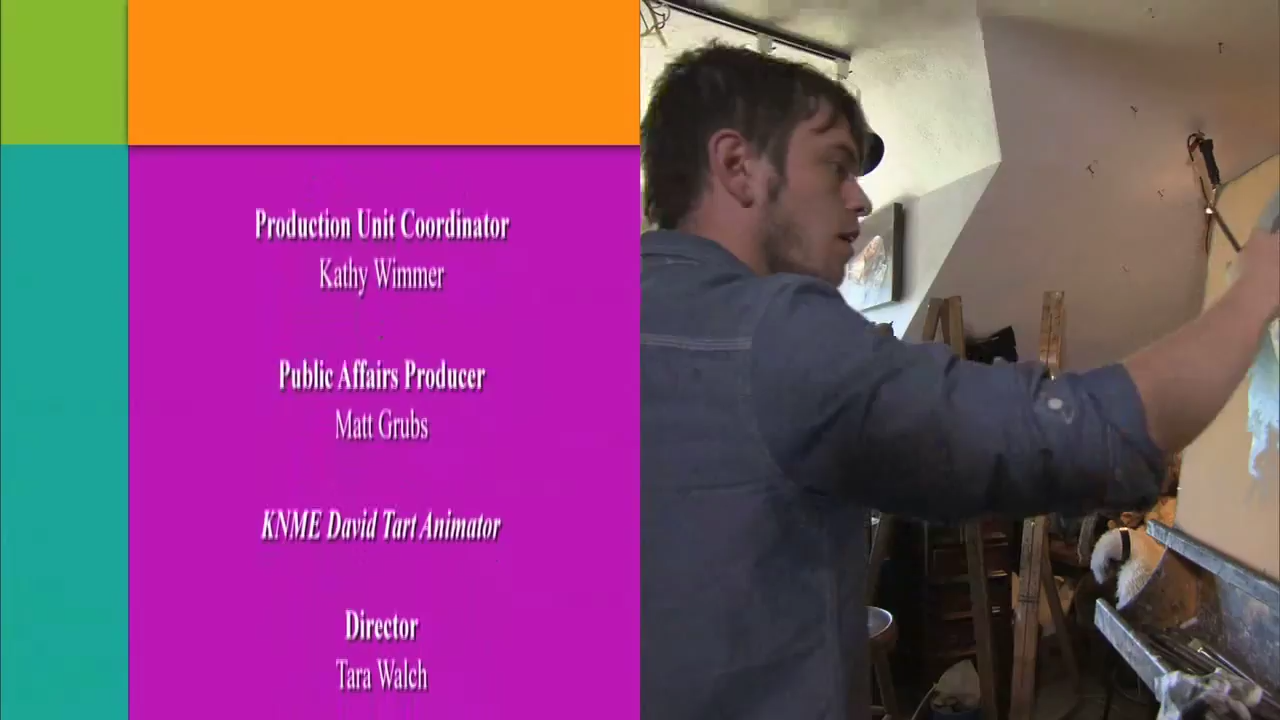 Production Unit Coordinator
Kathy Wimmer
Public Affairs Producer
Matt Grubs
KNME David Tart Animator
Director
Tara Walch